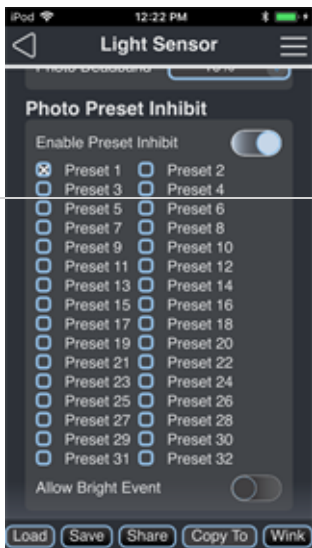 iPod 12:22 PM
Light Sensor
Photo Deadband 10%
Photo Preset Inhibit
Enable Preset Inhibit
Preset 1 Preset 2
Preset 3 Preset 4
Preset 5 Preset 6
Preset 7 Preset 8
Preset 9 Preset 10
Preset 11 Preset 12
Preset 13 Preset 14
Preset 15 Preset 16
Preset 17 Preset 18
Preset 19 Preset 20
Preset 21 Preset 22
Preset 23 Preset 24
Preset 25 Preset 26
Preset 27 Preset 28
Preset 29 Preset 30
Preset 31 Preset 32
Allow Bright Event
Load Save Share Copy To Wink